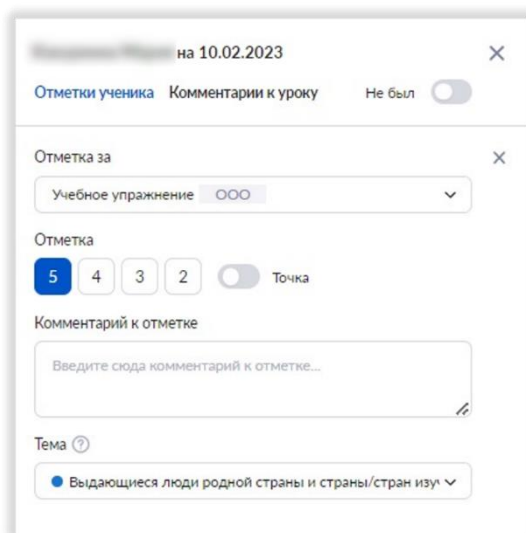 на 10.02.2023
Отметки ученика Комментарии к уроку Не был
Отметка за
Учебное упражнение ООО
Отметка
5 4 3 2 Точка
Комментарий к отметке
Введите сюда комментарий к отметке...
Тема
Выдающиеся люди родной страны и страны/стран